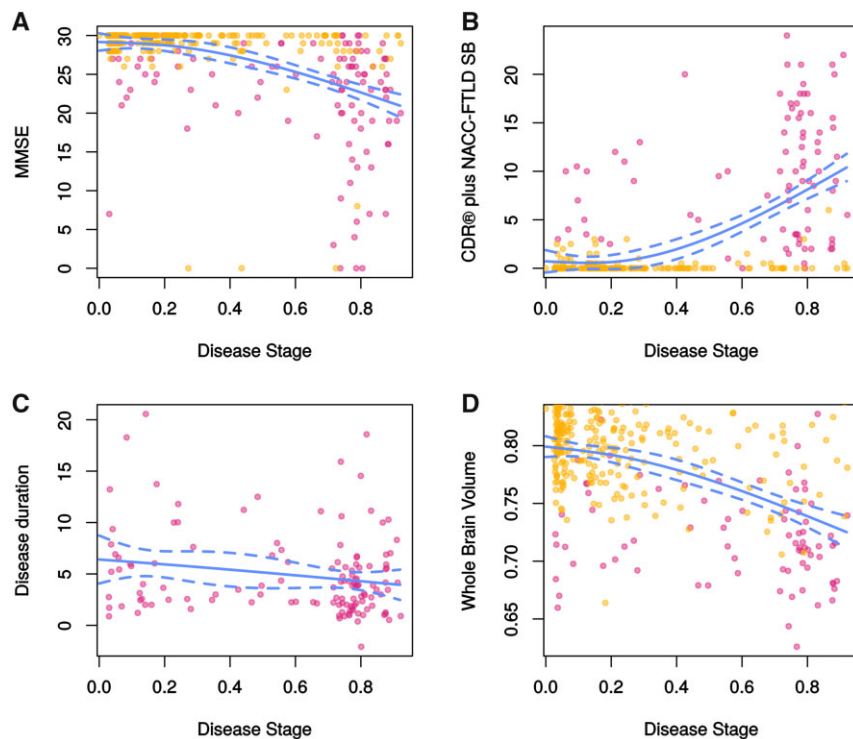 A
MMSE
0 5 10 15 20 25 30
0.0 0.2 0.4 0.6 0.8
Disease Stage
B
CDR® plus NACC-FTLD SB
0 5 10 15 20
0.0 0.2 0.4 0.6 0.8
Disease Stage
C
Disease duration
0 5 10 15 20
0.0 0.2 0.4 0.6 0.8
Disease Stage
D
Whole Brain Volume
0.65 0.70 0.75 0.80
0.0 0.2 0.4 0.6 0.8
Disease Stage